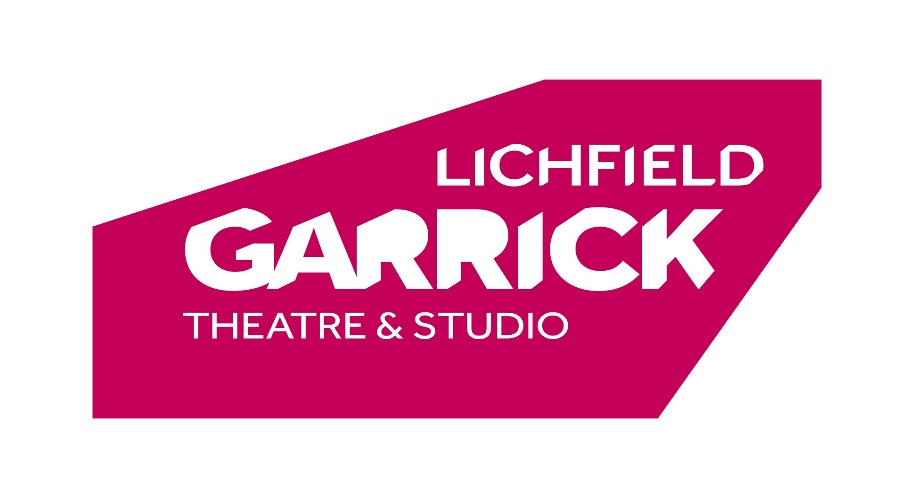 LICHFIELD
GARRICK
THEATRE & STUDIO